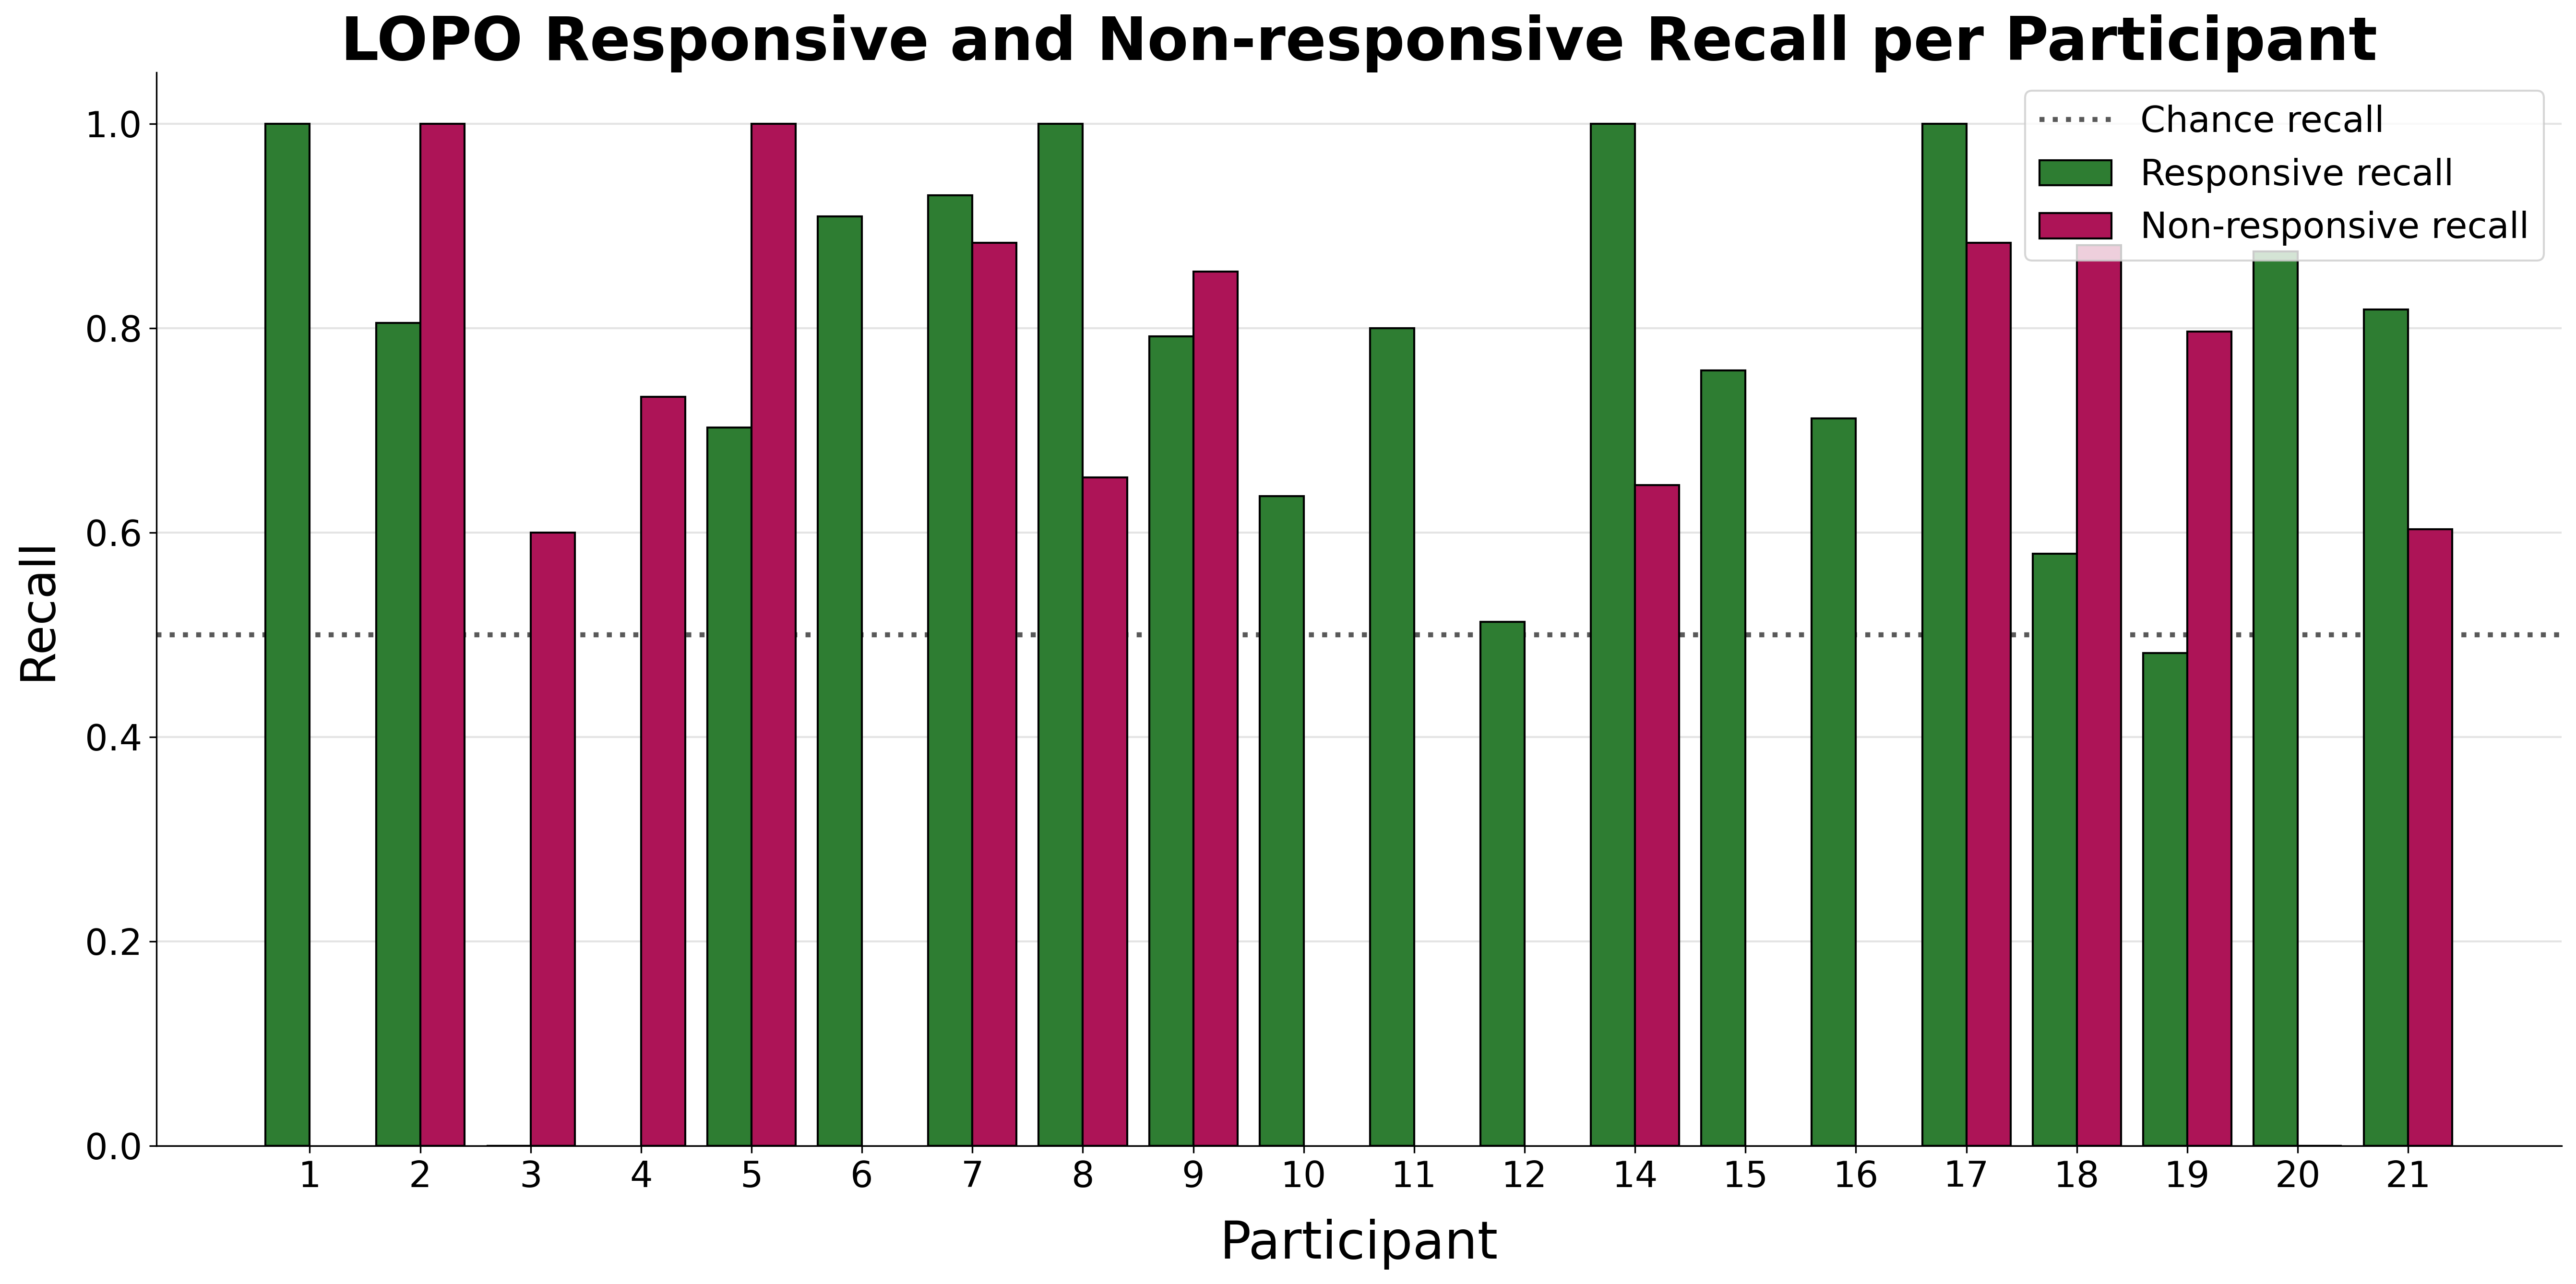 LOPO Responsive and Non-responsive Recall per Participant
Chance recall
Responsive recall
Non-responsive recall
Recall
1.0
0.8
0.6
0.4
0.2
0.0
1 2 3 4 5 6 7 8 9 10 11 12 14 15 16 17 18 19 20 21
Participant